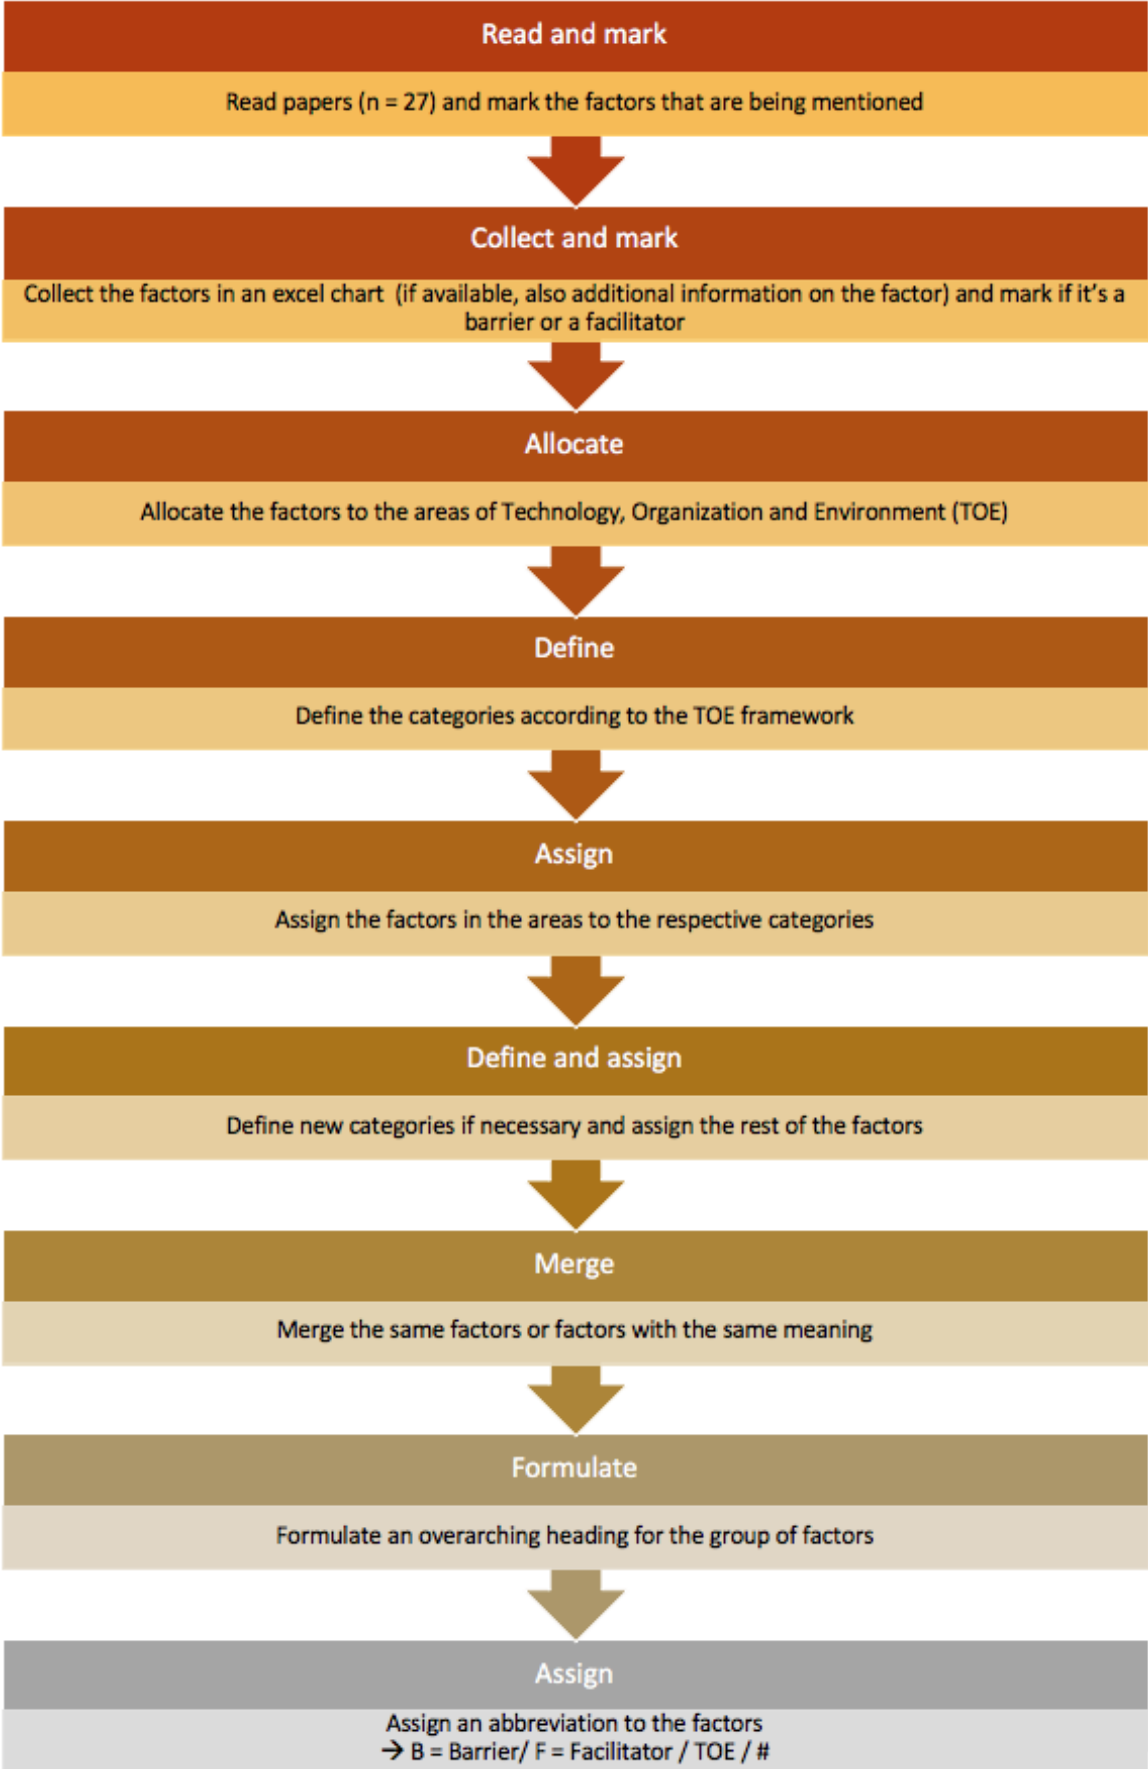 Read and mark
Read papers (n = 27) and mark the factors that are being mentioned
Collect and mark
Collect the factors in an excel chart  (if available, also additional information on the factor) and mark if it's a
barrier or a facilitator
Allocate
Allocate the factors to the areas of Technology, Organization and Environment (TOE)
Define
Define the categories according to the TOE framework
Assign
Assign the factors in the areas to the respective categories
Define and assign
Define new categories if necessary and assign the rest of the factors
Merge
Merge the same factors or factors with the same meaning
Formulate
Formulate an overarching heading for the group of factors
Assign
Assign an abbreviation to the factors
→ B = Barrier/ F = Facilitator / TOE / #